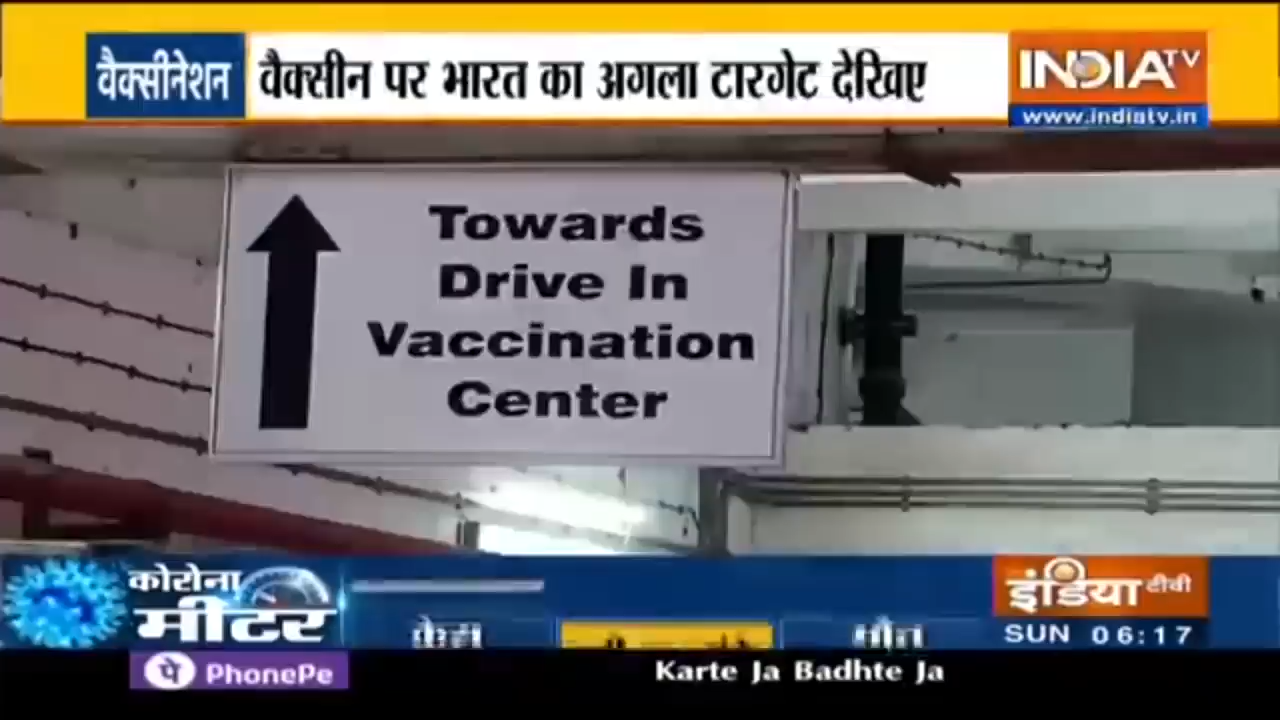 वैक्सीनेशन
वैक्सीन पर भारत का अगला टारगेट देखिए
INDIA TV
www.indiatv.in
Towards
Drive In
Vaccination
Center
कोरोना
मीटर
इंडिया टीवी
SUN 06:17
पे PhonePe
Karte Ja Badhte Ja